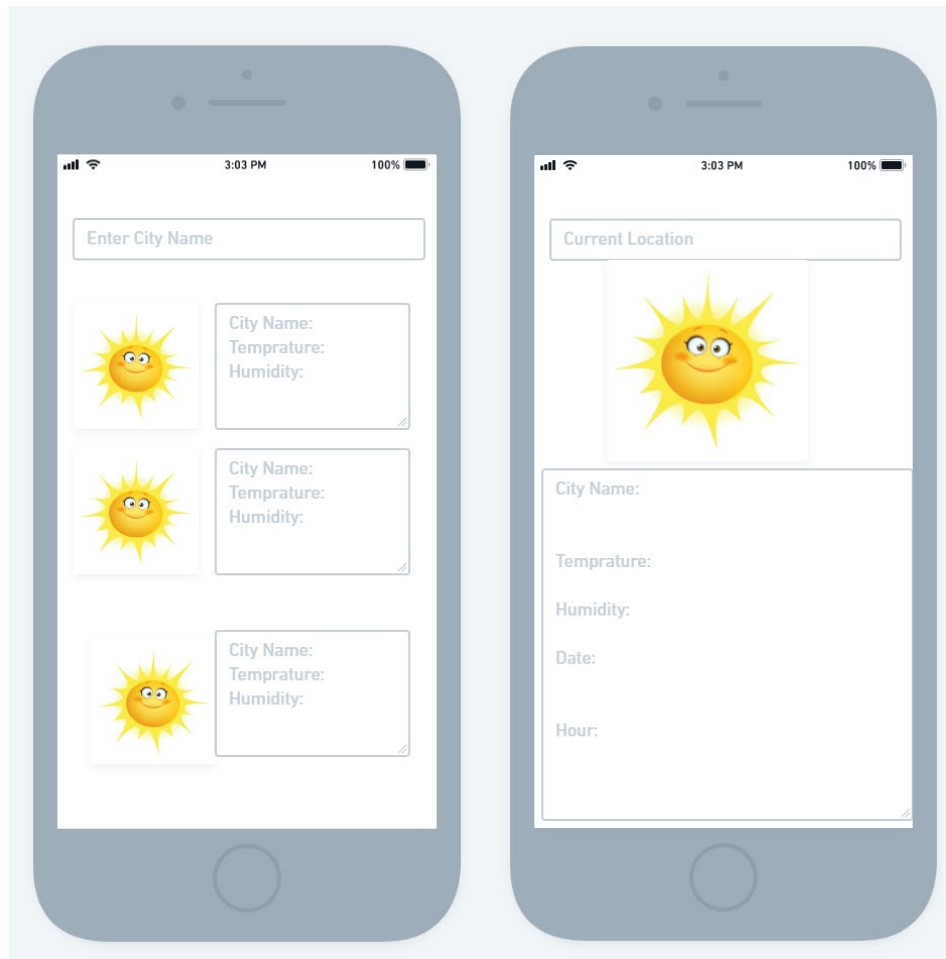 3:03 PM 100%
Enter City Name
City Name:
Temprature:
Humidity:
City Name:
Temprature:
Humidity:
City Name:
Temprature:
Humidity:
3:03 PM 100%
Current Location
City Name:
Temprature:
Humidity:
Date:
Hour: